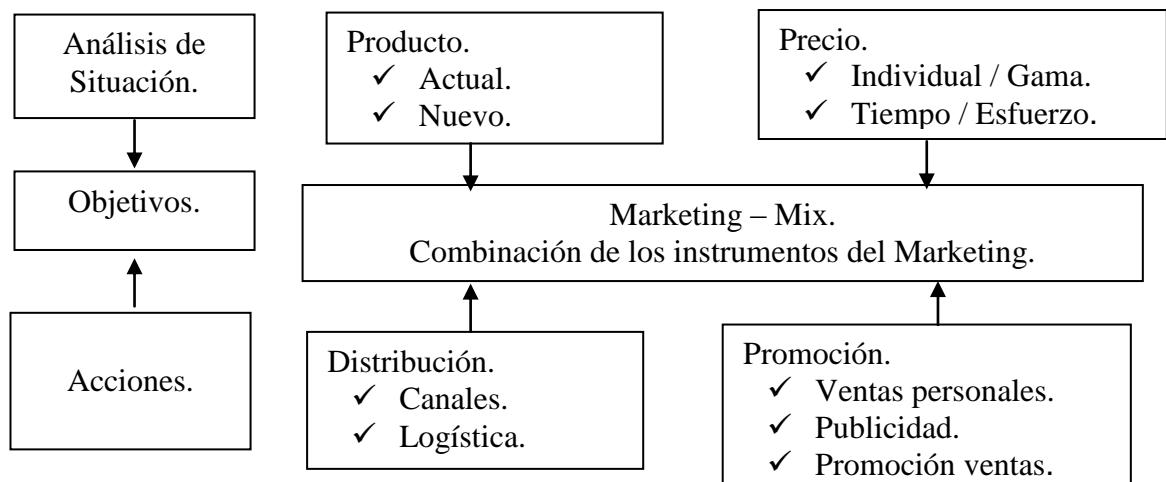 Análisis de
Situación.
Objetivos.
Acciones.
Producto.
✓ Actual.
✓ Nuevo.
Precio.
✓ Individual / Gama.
✓ Tiempo / Esfuerzo.
Marketing – Mix.
Combinación de los instrumentos del Marketing.
Distribución.
✓ Canales.
✓ Logística.
Promoción.
✓ Ventas personales.
✓ Publicidad.
✓ Promoción ventas.